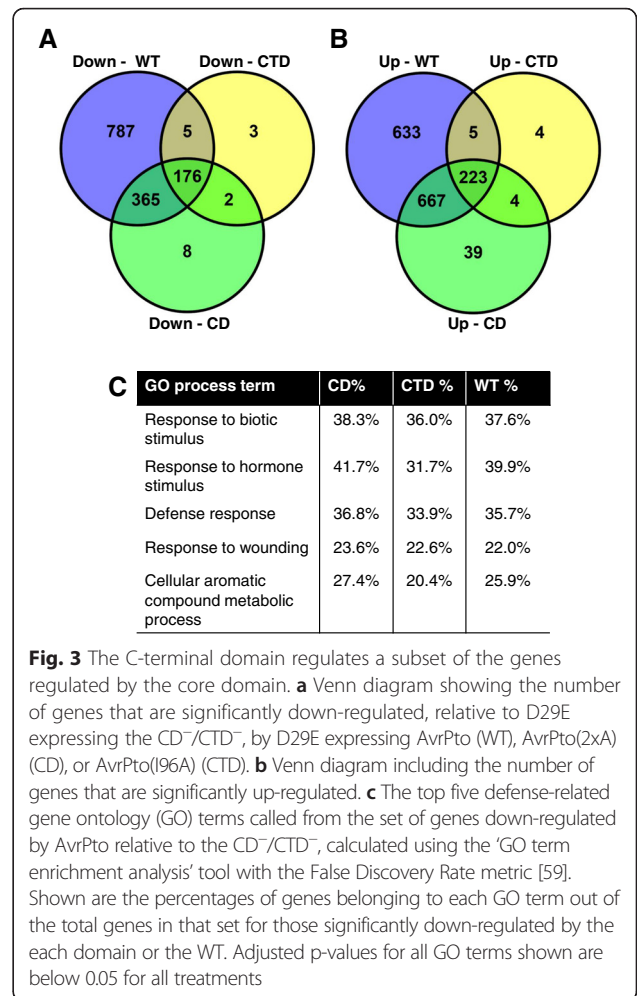 A
B
Down - WT Down - CTD
Up - WT Up - CTD
787 5 3
633 5 4
176
223
365 2
667 4
8
39
Down - CD
Up - CD
C
GO process term CD% CTD % WT %
Response to biotic 38.3% 36.0% 37.6%
stimulus
Response to hormone 41.7% 31.7% 39.9%
stimulus
Defense response 36.8% 33.9% 35.7%
Response to wounding 23.6% 22.6% 22.0%
Cellular aromatic 27.4% 20.4% 25.9%
compound metabolic
process
Fig. 3 The C-terminal domain regulates a subset of the genes
regulated by the core domain. a Venn diagram showing the number
of genes that are significantly down-regulated, relative to D29E
expressing the CD⁻/CTD⁻, by D29E expressing AvrPto (WT), AvrPto(2xA)
(CD), or AvrPto(I96A) (CTD). b Venn diagram including the number of
genes that are significantly up-regulated. c The top five defense-related
gene ontology (GO) terms called from the set of genes down-regulated
by AvrPto relative to the CD⁻/CTD⁻, calculated using the ‘GO term
enrichment analysis’ tool with the False Discovery Rate metric [59].
Shown are the percentages of genes belonging to each GO term out of
the total genes in that set for those significantly down-regulated by the
each domain or the WT. Adjusted p-values for all GO terms shown are
below 0.05 for all treatments